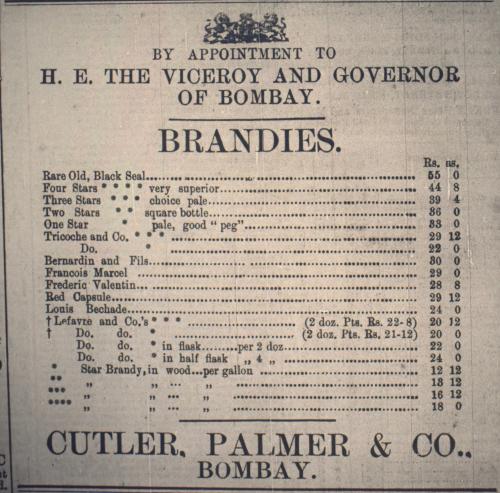 BY APPOINTMENT TO
H. E. THE VICEROY AND GOVERNOR
OF BOMBAY.
BRANDIES.
Rs. as.
Rare Old, Black Seal 55 0
Four Stars * * * * very superior 44 8
Three Stars * * * choice pale 39 4
Two Stars * * square bottle 36 0
One Star * pale, good "peg" 33 0
Tricoche and Co. * * * 29 12
Do. * 22 0
Bernardin and Fils 30 0
Francois Marcel 29 0
Frederic Valentin 28 8
Red Capsule 29 12
Louis Bechade 24 0
† Lefavre and Co.'s * * * (2 doz. Pts. Rs. 22-8) 20 12
† Do. do. * (2 doz. Pts. Rs. 21-12) 20 0
Do. do. * in flask per 2 doz 22 0
Do. do. * in half flask „ 4 „ 24 0
* Star Brandy, in wood...per gallon 12 12
** „ „ ... „ 13 12
*** „ „ ... „ 16 12
**** „ „ ... „ 18 0
CUTLER, PALMER & CO.,
BOMBAY.